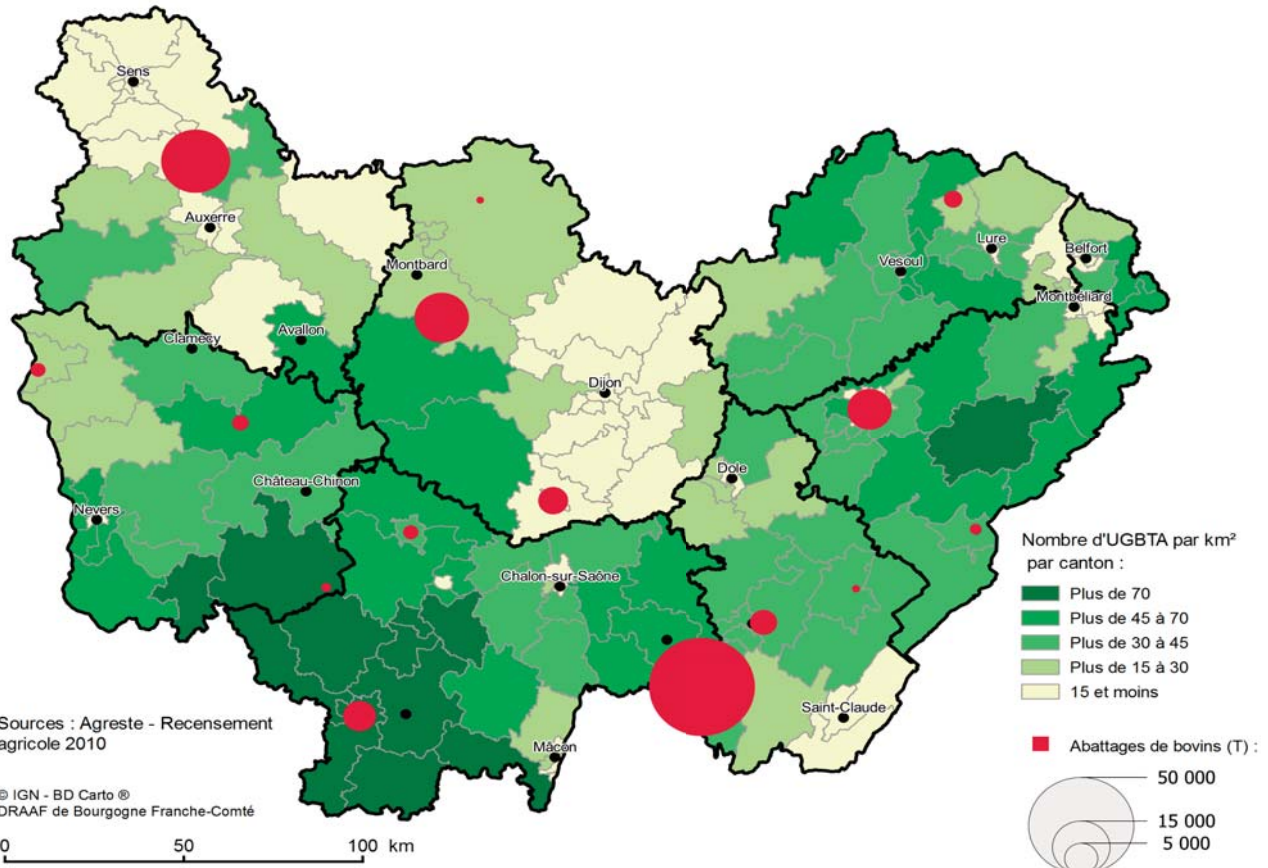 Sens
Auxerre
Montbard
Lure
Belfort
Vesoul
Montbéliard
Clamecy
Avallon
Dijon
Dole
Château-Chinon
Nevers
Chalon-sur-Saône
Saint-Claude
Mâcon
Nombre d'UGBTA par km²
par canton :
Plus de 70
Plus de 45 à 70
Plus de 30 à 45
Plus de 15 à 30
15 et moins
Abattages de bovins (T) :
50 000
15 000
5 000
Sources : Agreste - Recensement
agricole 2010
© IGN - BD Carto ®
DRAAF de Bourgogne Franche-Comté
0 50 100 km